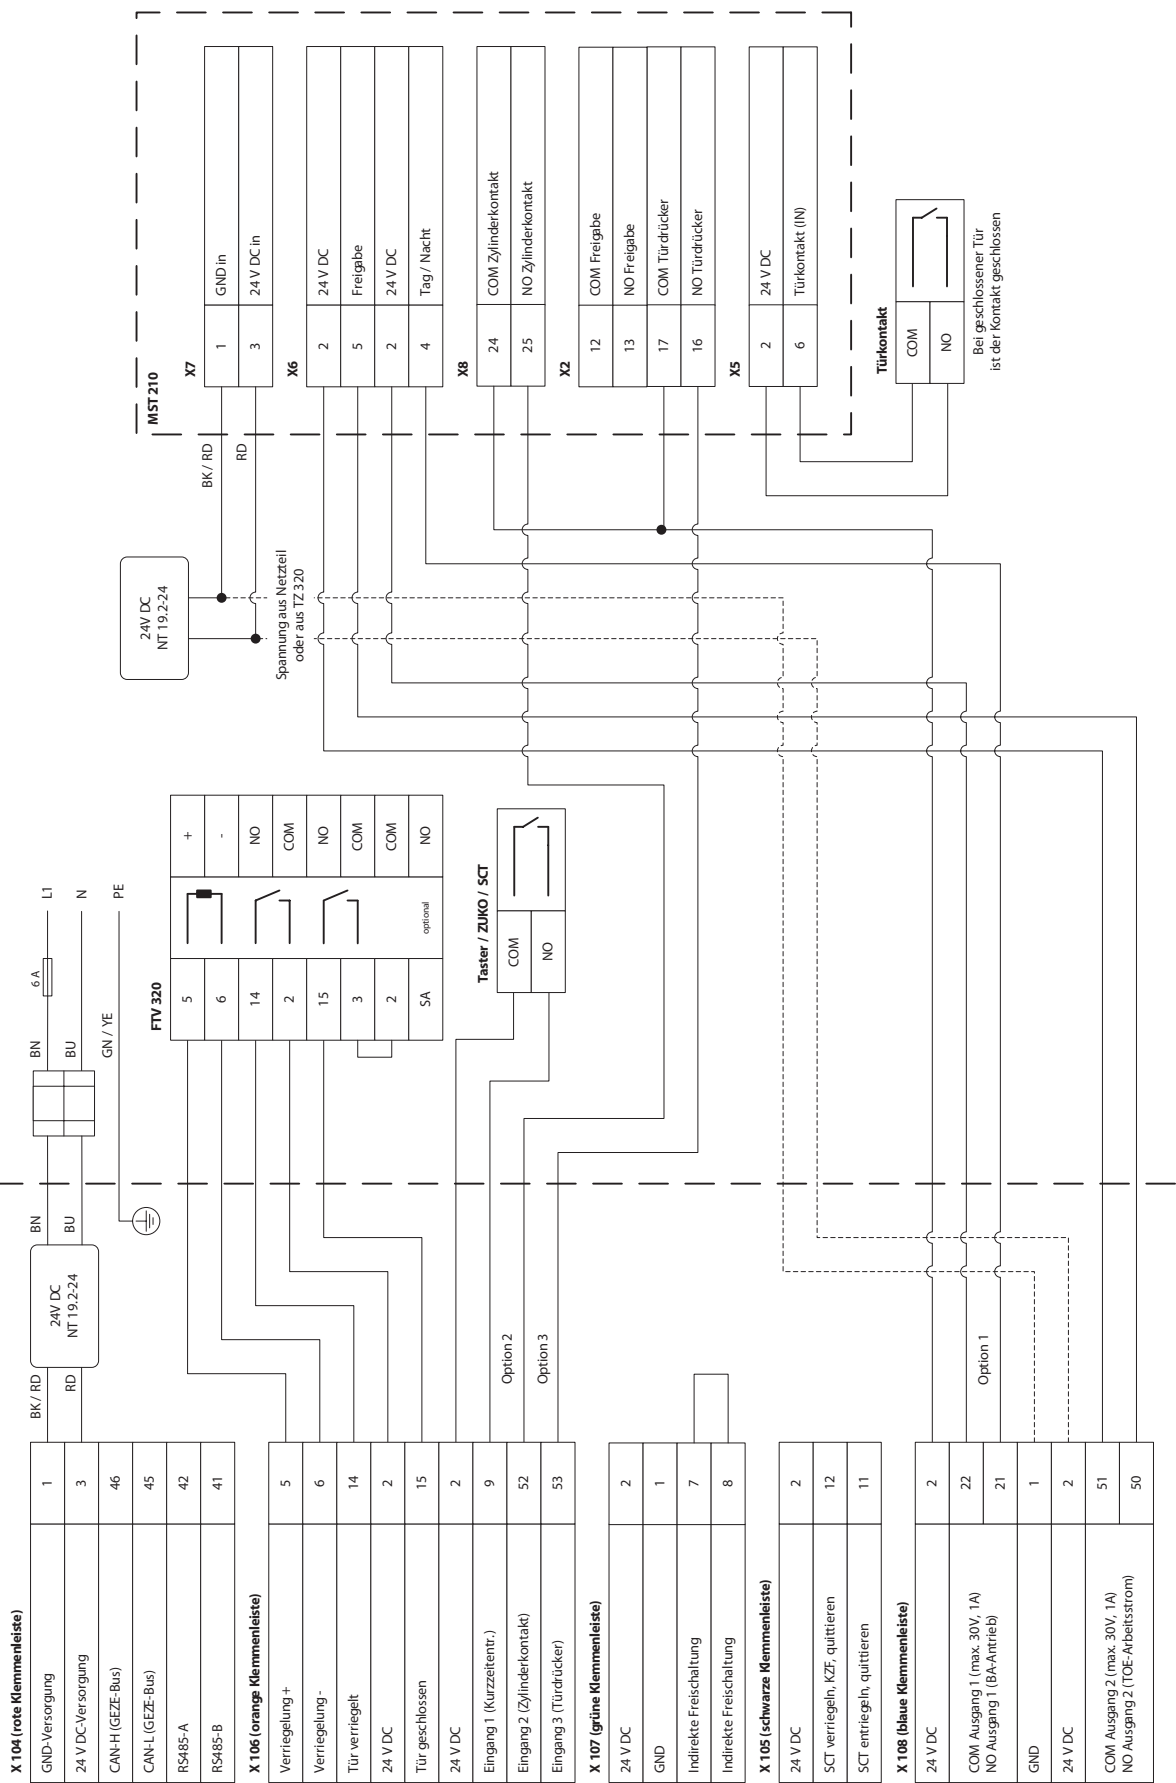 X 104 (rote Klemmenleiste)
GND-Versorgung 1
24 V DC-Versorgung 3
CAN-H (GEZE-Bus) 46
CAN-L (GEZE-Bus) 45
RS485-A 42
RS485-B 41
X 106 (orange Klemmenleiste)
Verriegelung + 5
Verriegelung - 6
Tür verriegelt 14
24 V DC 2
Tür geschlossen 15
24 V DC 2
Eingang 1 (Kurzzeitentr.) 9
Eingang 2 (Zylinderkontakt) 52
Eingang 3 (Türdrücker) 53
X 107 (grüne Klemmenleiste)
24 V DC 2
GND 1
Indirekte Freischaltung 7
Indirekte Freischaltung 8
X 105 (schwarze Klemmenleiste)
24 V DC 2
SCT verriegeln, KZF, quittieren 12
SCT entriegeln, quittieren 11
X 108 (blaue Klemmenleiste)
24 V DC 2
COM Ausgang 1 (max. 30V, 1A) 22
NO Ausgang 1 (BA-Antrieb) 21
GND 1
24 V DC 2
COM Ausgang 2 (max. 30V, 1A) 51
NO Ausgang 2 (TOE-Arbeitsstrom) 50
BK / RD
RD
24V DC
NT 19.2-24
BN
BU
BN
BU
GN / YE
6 A
L1
N
PE
Option 2
Option 3
Option 1
FTV 320
5 +
6 -
14 NO
2 COM
15 NO
3 COM
2 COM
SA optional NO
Taster / ZUKO / SCT
COM
NO
24V DC
NT 19.2-24
Spannung aus Netzteil
oder aus TZ 320
BK / RD
RD
MST 210
X7
1 GND in
3 24 V DC in
X6
2 24 V DC
5 Freigabe
2 24 V DC
4 Tag / Nacht
X8
24 COM Zylinderkontakt
25 NO Zylinderkontakt
X2
12 COM Freigabe
13 NO Freigabe
17 COM Türdrücker
16 NO Türdrücker
X5
2 24 V DC
6 Türkontakt (IN)
Türkontakt
COM
NO
Bei geschlossener Tür
ist der Kontakt geschlossen